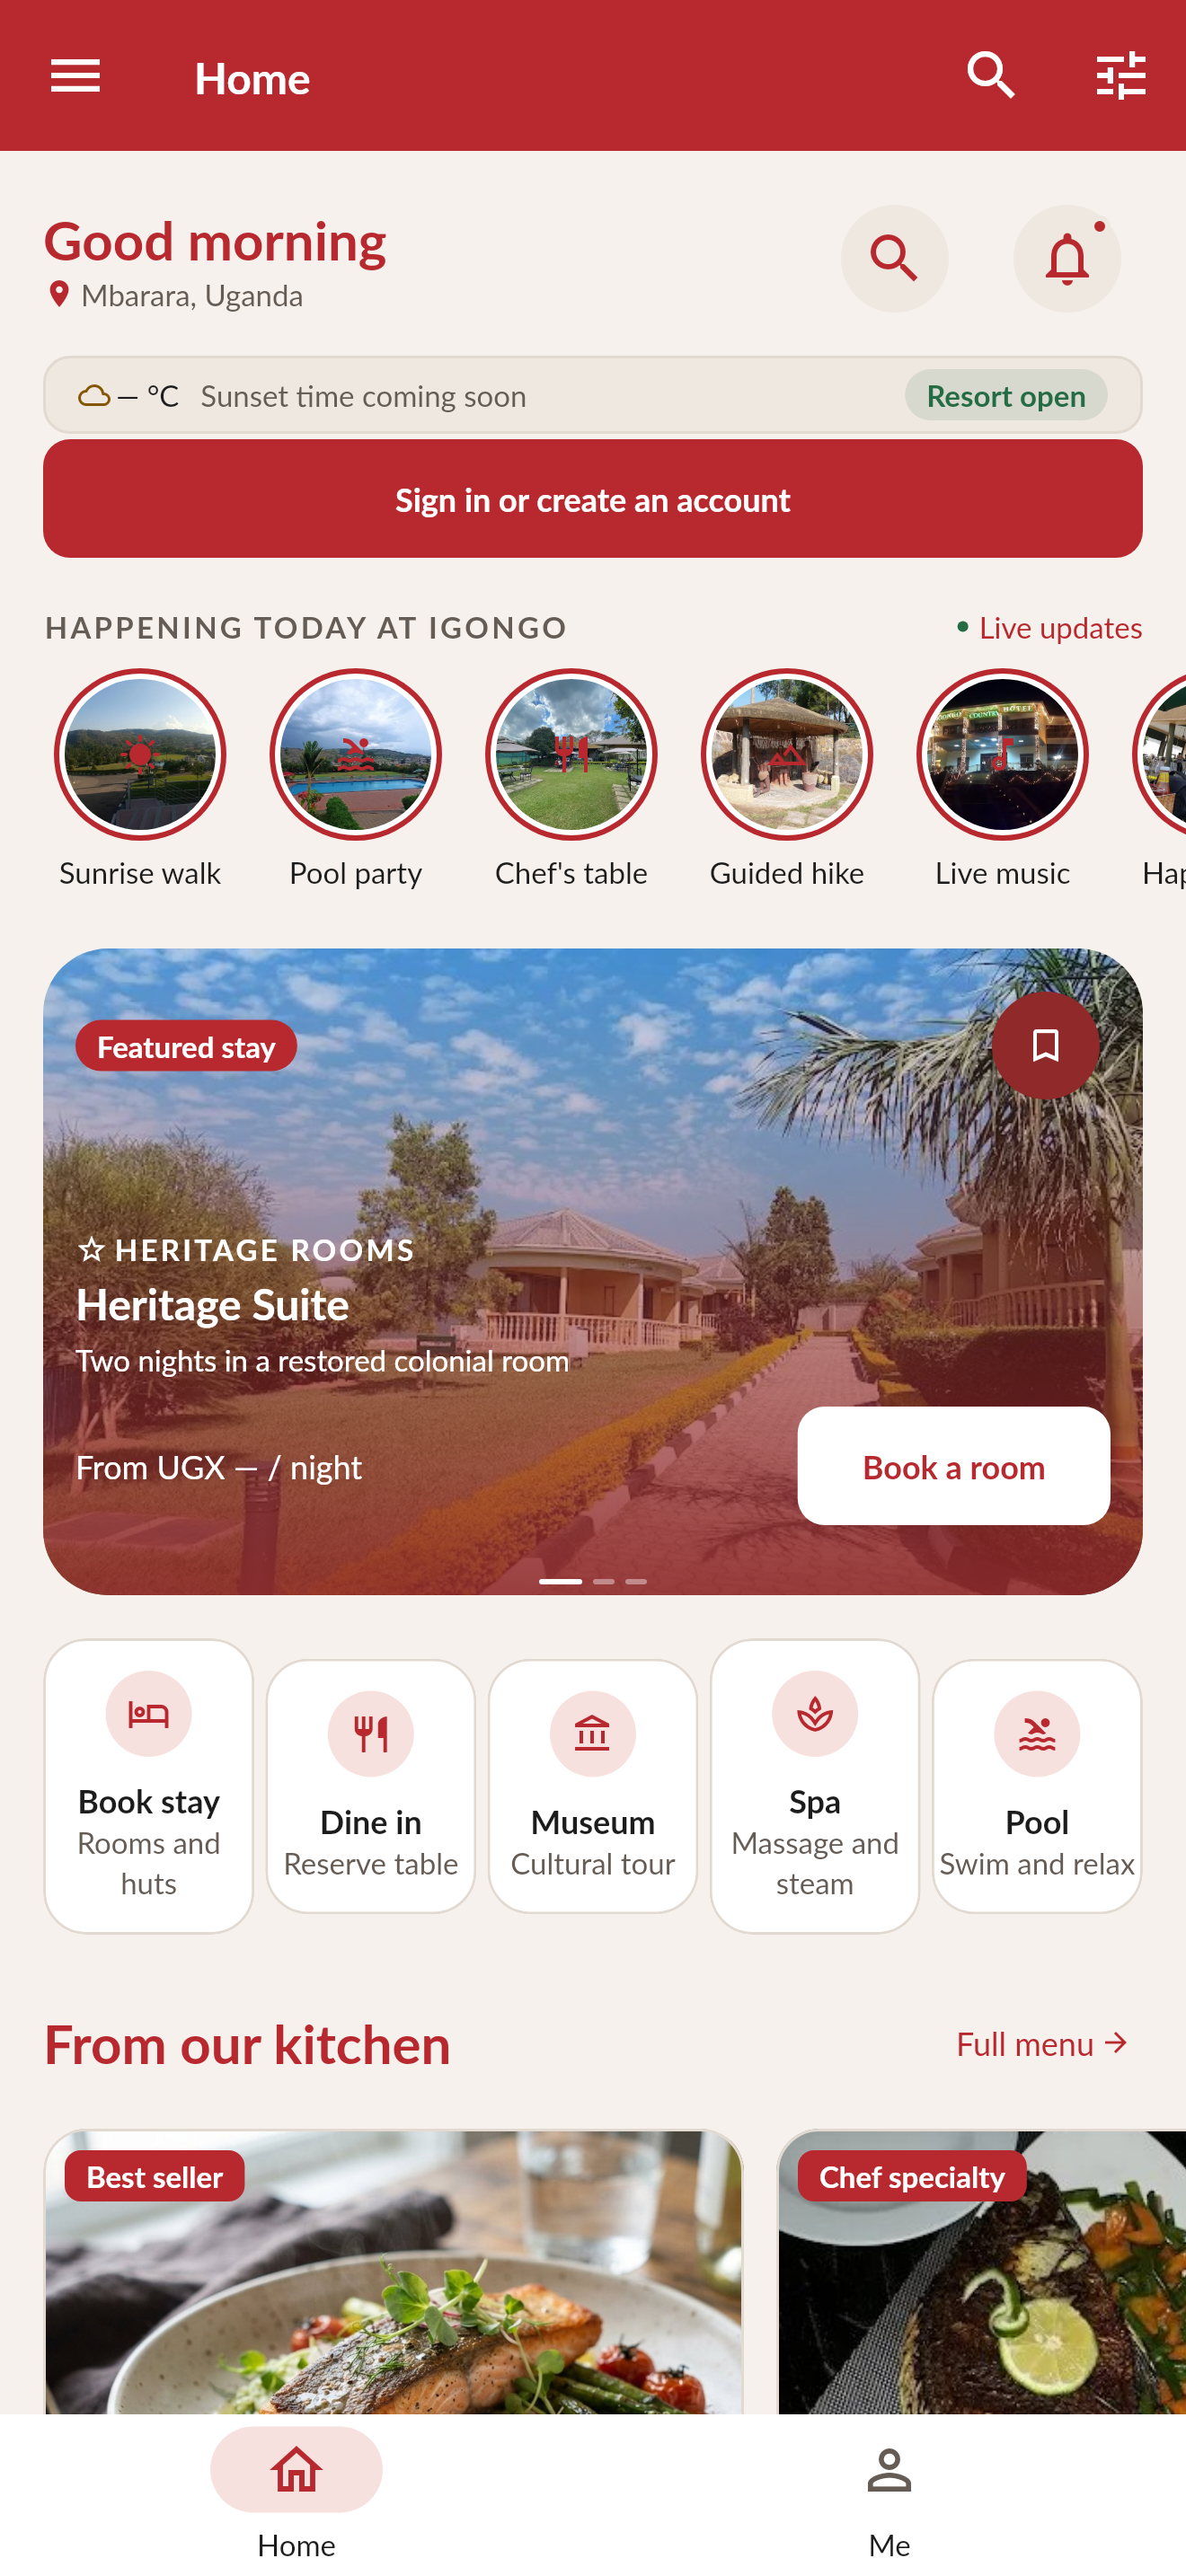 Home
Good morning
Mbarara, Uganda
— °C Sunset time coming soon
Resort open
Sign in or create an account
HAPPENING TODAY AT IGONGO
• Live updates
Sunrise walk
Pool party
Chef's table
Guided hike
Live music
Hap
Featured stay
HERITAGE ROOMS
Heritage Suite
Two nights in a restored colonial room
From UGX — / night
Book a room
Book stay
Rooms and
huts
Dine in
Reserve table
Museum
Cultural tour
Spa
Massage and
steam
Pool
Swim and relax
From our kitchen
Full menu →
Best seller
Chef specialty
Home
Me